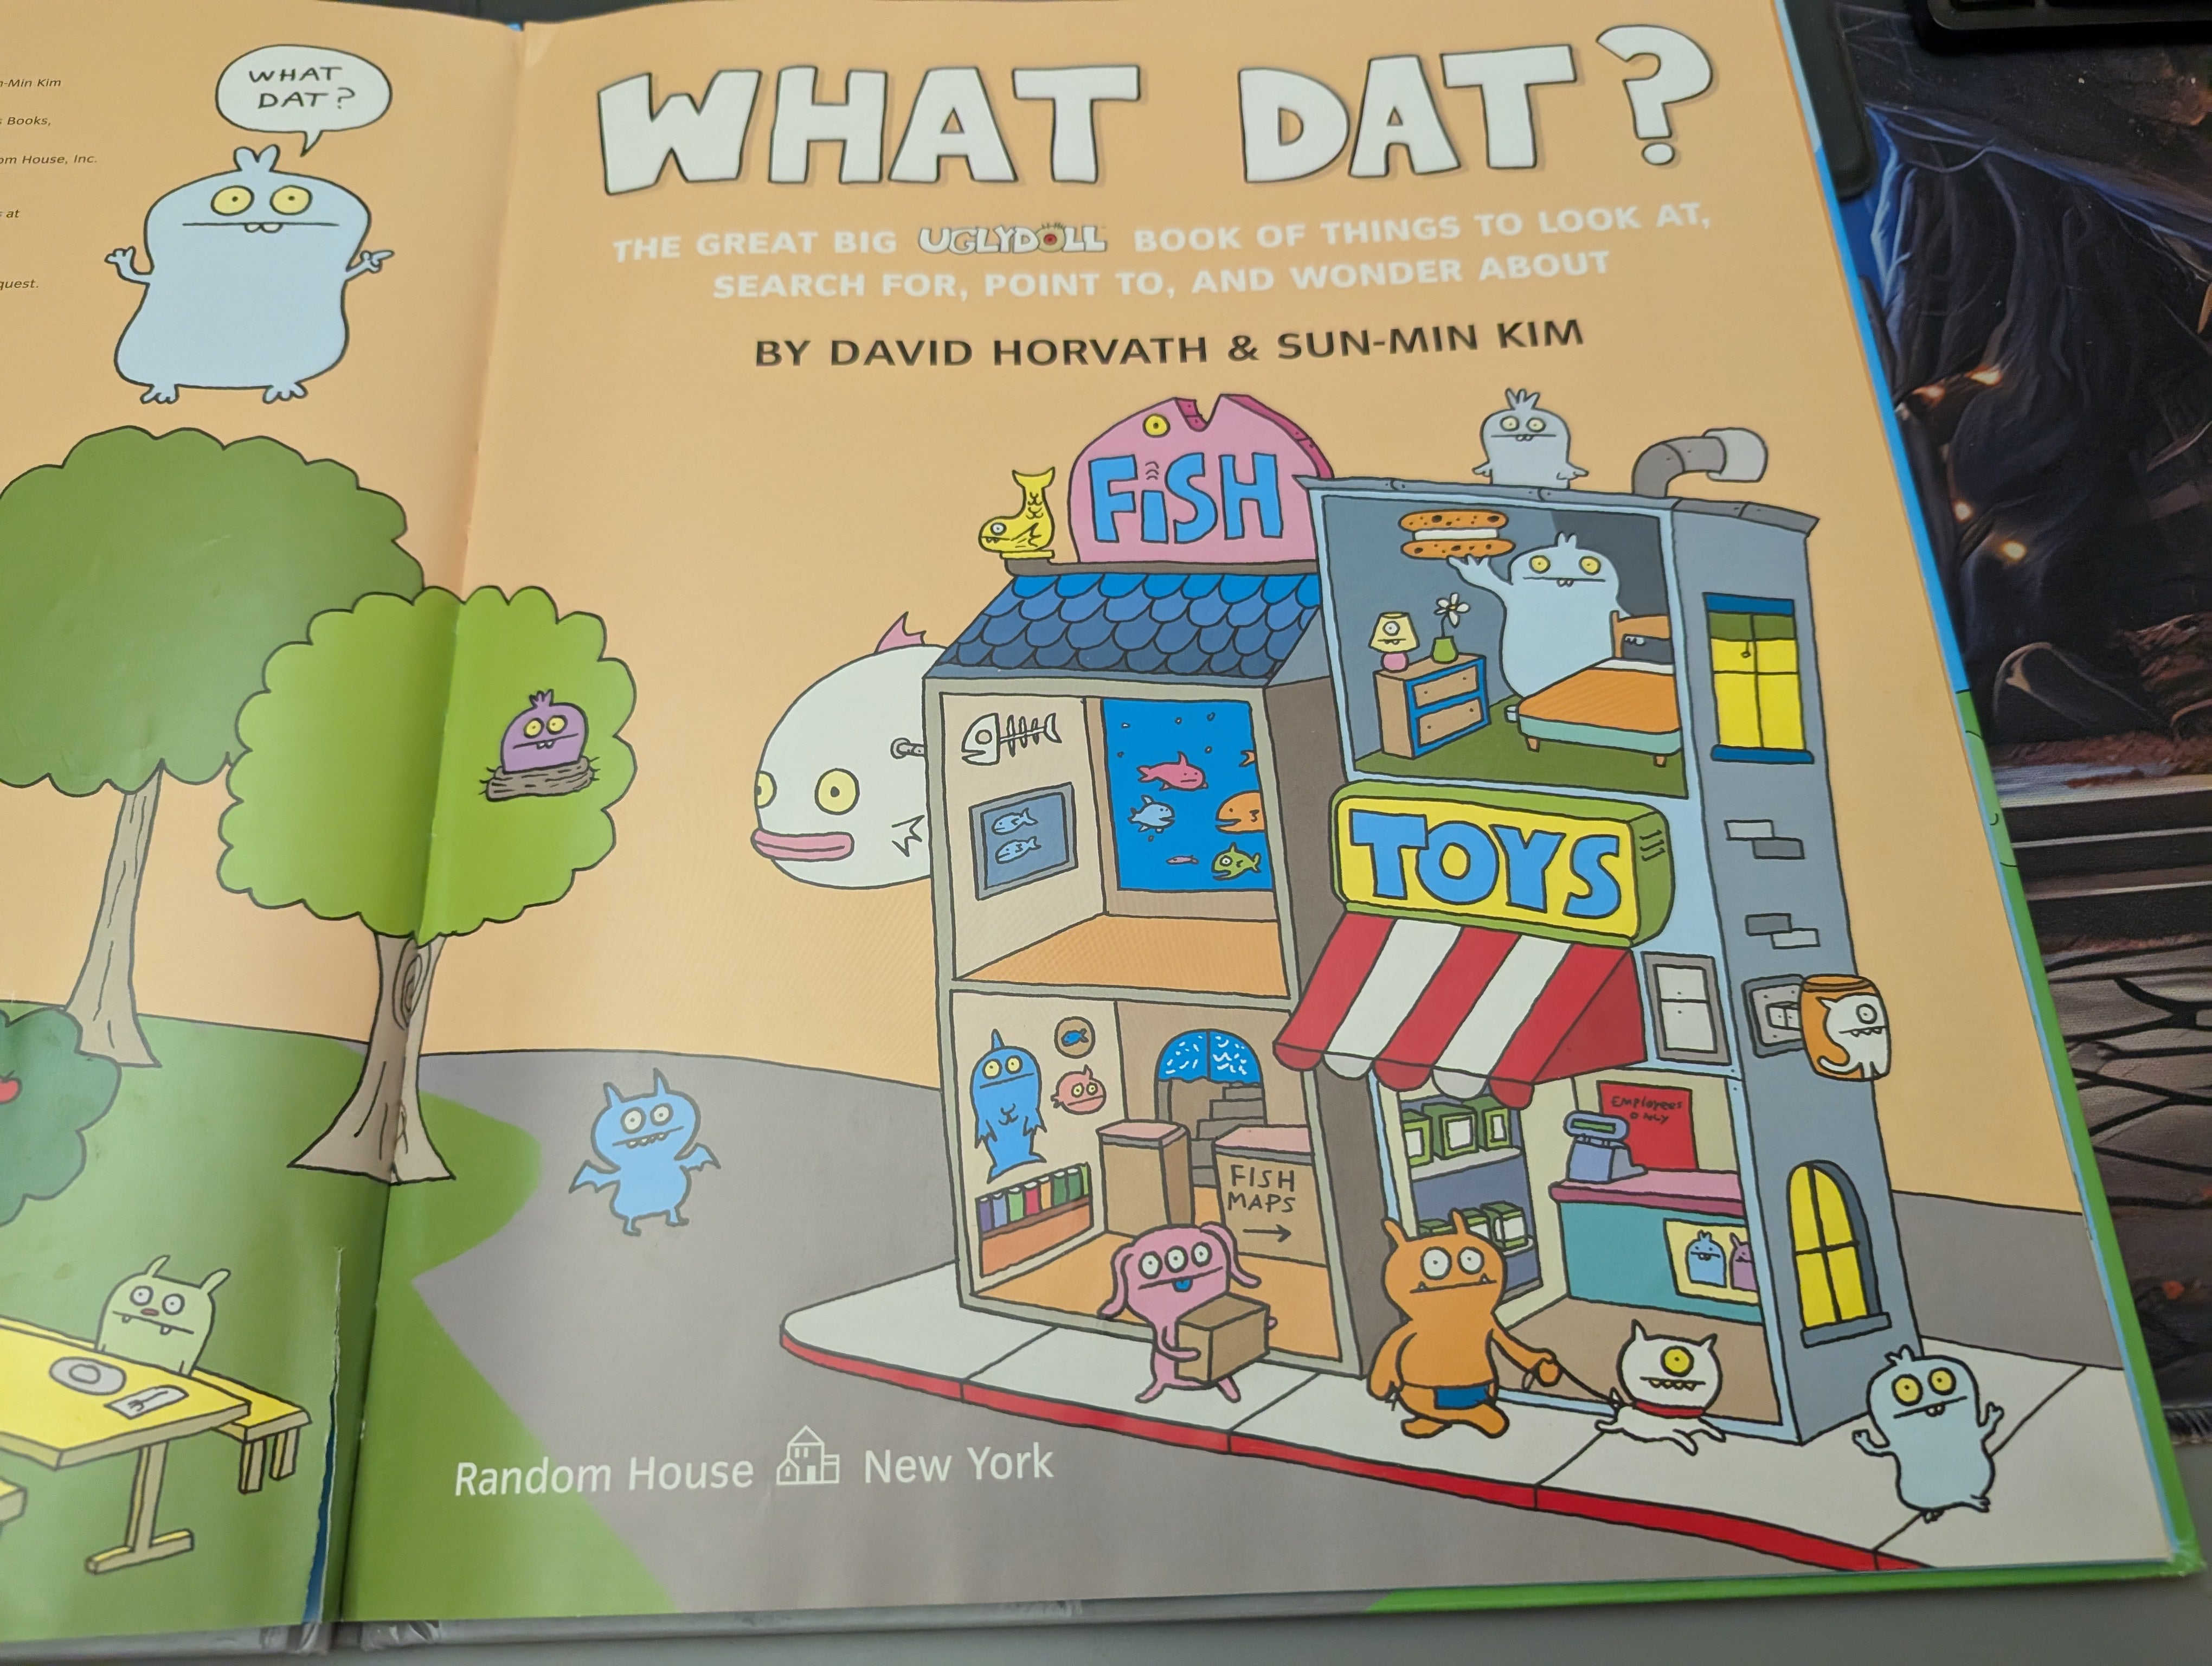 n-Min Kim
Books,
om House, Inc.
at
quest.
WHAT
DAT?
WHAT DAT?
THE GREAT BIG UGLYDOLL BOOK OF THINGS TO LOOK AT,
SEARCH FOR, POINT TO, AND WONDER ABOUT
BY DAVID HORVATH & SUN-MIN KIM
FiSH
TOYS
EMPloyees
ONLY
FISH
MAPS
Random House New York